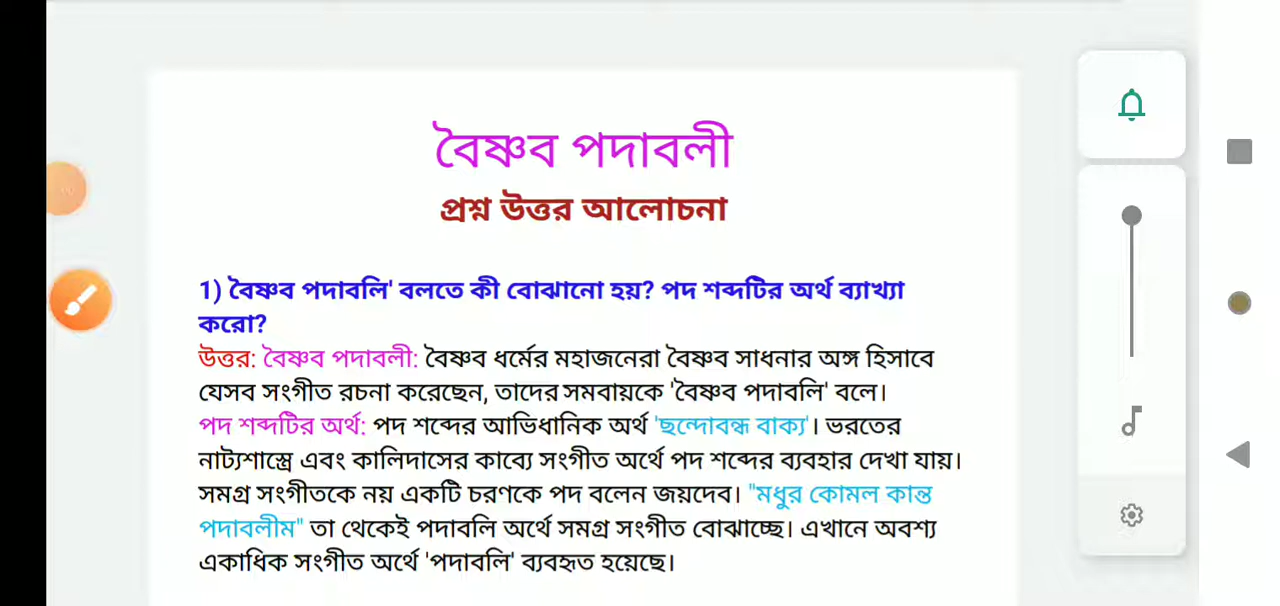 বৈষ্ণব পদাবলী
প্রশ্ন উত্তর আলোচনা
1) বৈষ্ণব পদাবলি' বলতে কী বোঝানো হয়? পদ শব্দটির অর্থ ব্যাখ্যা
করো?
উত্তর: বৈষ্ণব পদাবলী: বৈষ্ণব ধর্মের মহাজনেরা বৈষ্ণব সাধনার অঙ্গ হিসাবে
যেসব সংগীত রচনা করেছেন, তাদের সমবায়কে 'বৈষ্ণব পদাবলি' বলে।
পদ শব্দটির অর্থ: পদ শব্দের আভিধানিক অর্থ 'ছন্দোবন্ধ বাক্য'। ভরতের
নাট্যশাস্ত্রে এবং কালিদাসের কাব্যে সংগীত অর্থে পদ শব্দের ব্যবহার দেখা যায়।
সমগ্র সংগীতকে নয় একটি চরণকে পদ বলেন জয়দেব। "মধুর কোমল কান্ত
পদাবলীম" তা থেকেই পদাবলি অর্থে সমগ্র সংগীত বোঝাচ্ছে। এখানে অবশ্য
একাধিক সংগীত অর্থে 'পদাবলি' ব্যবহৃত হয়েছে।